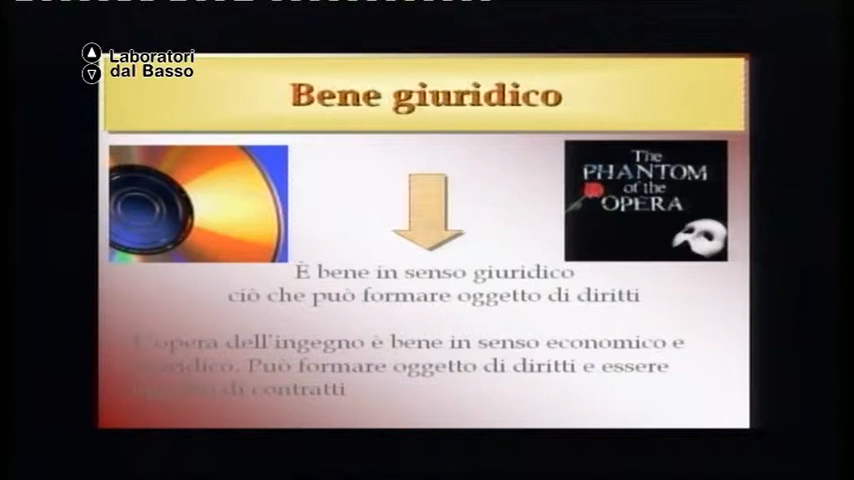 Laboratori
dal Basso
Bene giuridico
The
PHANTOM
of the
OPERA
È bene in senso giuridico
ciò che può formare oggetto di diritti
L'opera dell'ingegno è bene in senso economico e
giuridico. Può formare oggetto di diritti e essere
di contratti